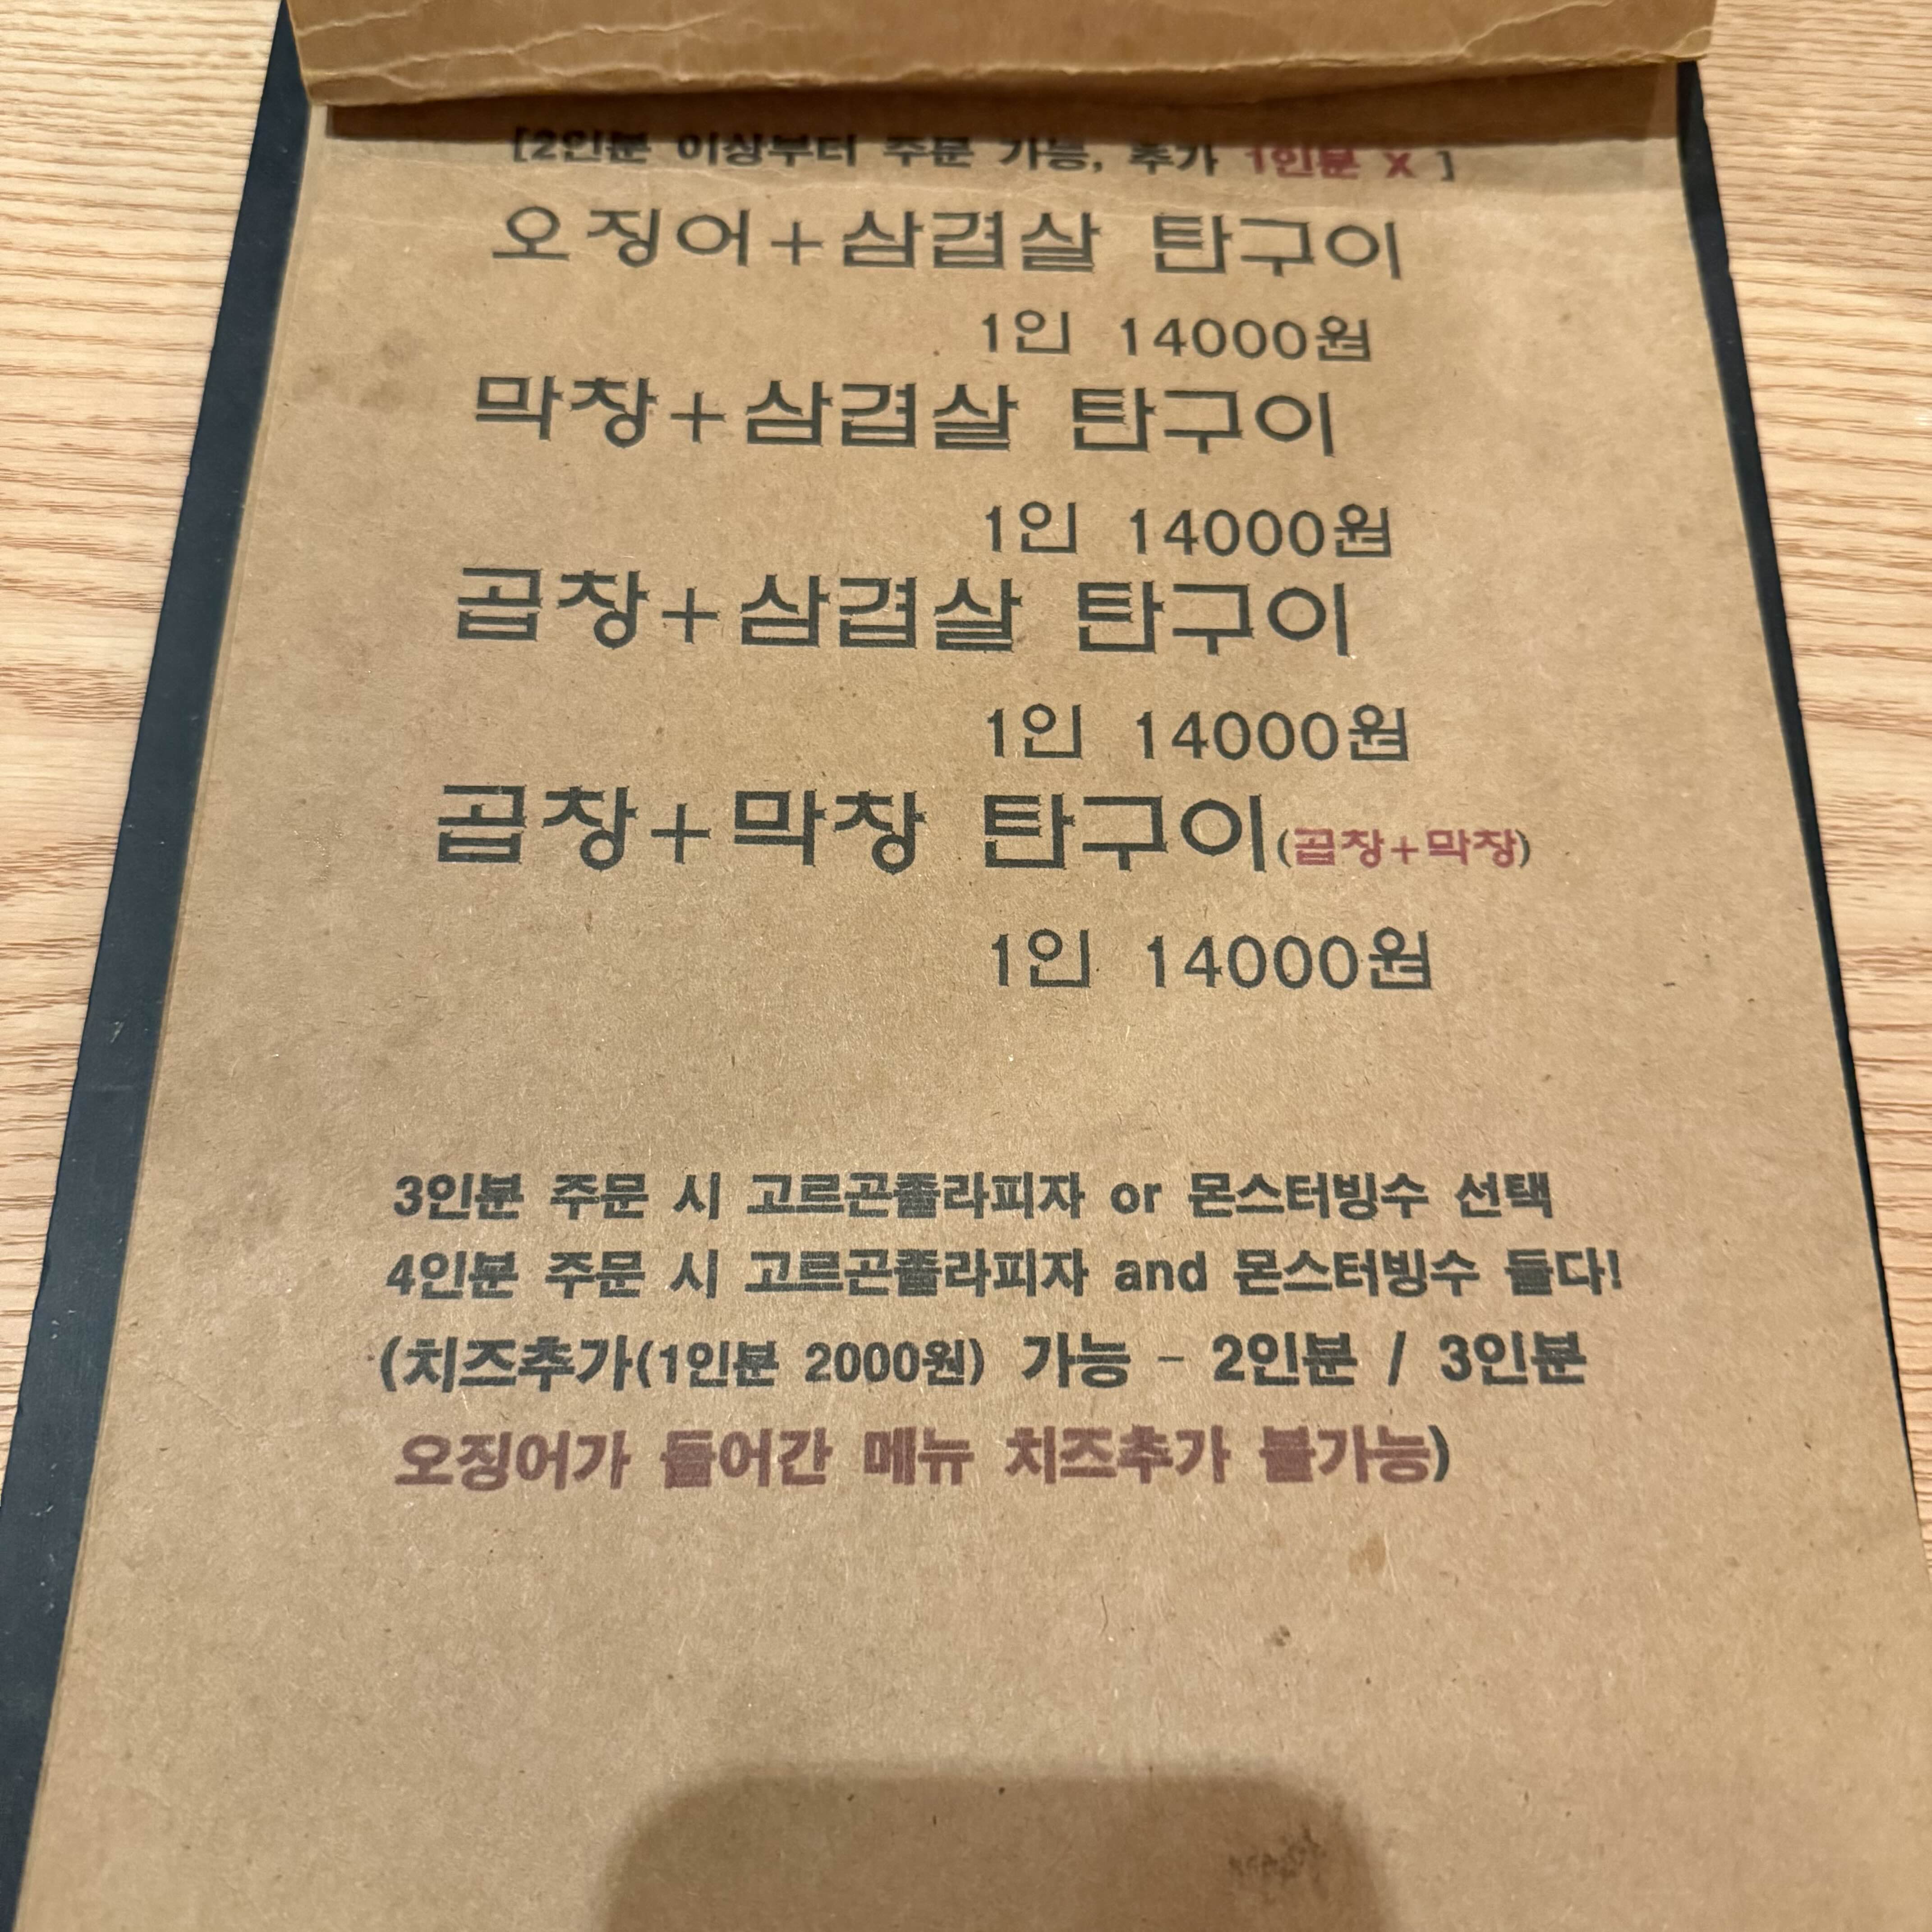 [2인분 이상부터 주문 가능, 추가 1인분 X ]
오징어+삼겹살 탄구이
1인 14000원
막창+삼겹살 탄구이
1인 14000원
곱창+삼겹살 탄구이
1인 14000원
곱창+막창 탄구이(곱창+막창)
1인 14000원
3인분 주문 시 고르곤졸라피자 or 몬스터빙수 선택
4인분 주문 시 고르곤졸라피자 and 몬스터빙수 둘다!
(치즈추가(1인분 2000원) 가능 - 2인분 / 3인분
오징어가 들어간 메뉴 치즈추가 불가능)